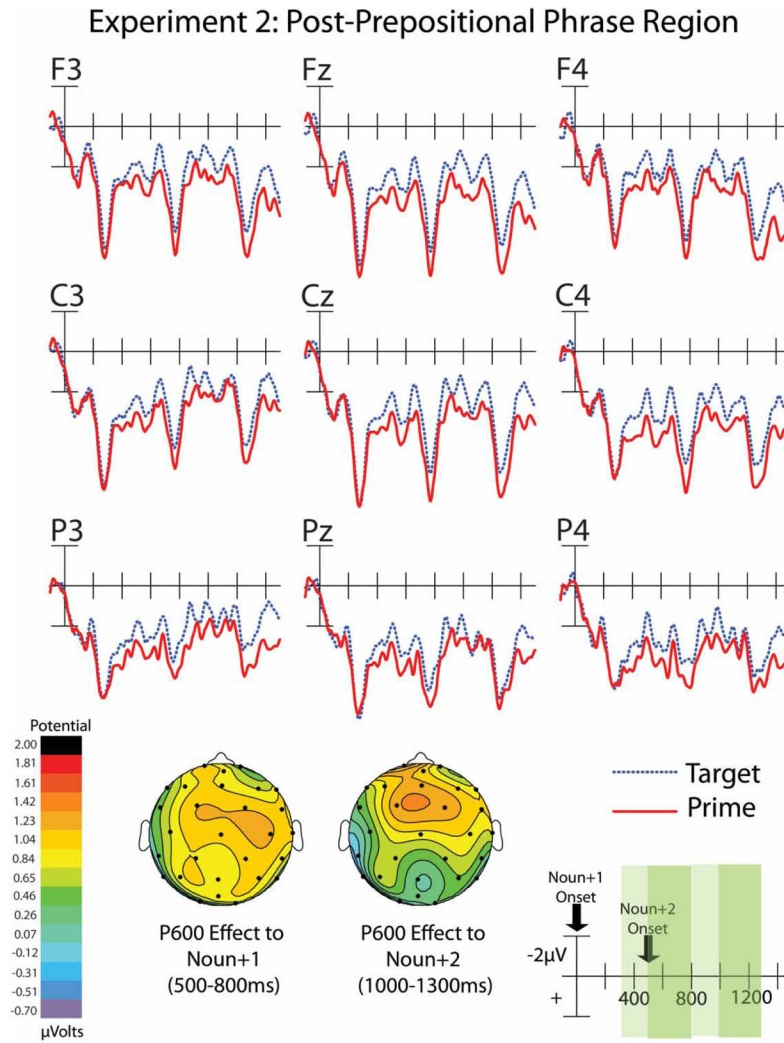 Experiment 2: Post-Prepositional Phrase Region
F3 Fz F4
C3 Cz C4
P3 Pz P4
Potential
2.00
1.81
1.61
1.42
1.23
1.04
0.84
0.65
0.46
0.26
0.07
-0.12
-0.31
-0.51
-0.70
µVolts
P600 Effect to
Noun+1
(500-800ms)
P600 Effect to
Noun+2
(1000-1300ms)
Target
Prime
Noun+1
Onset
Noun+2
Onset
-2µV
+
400 800 1200